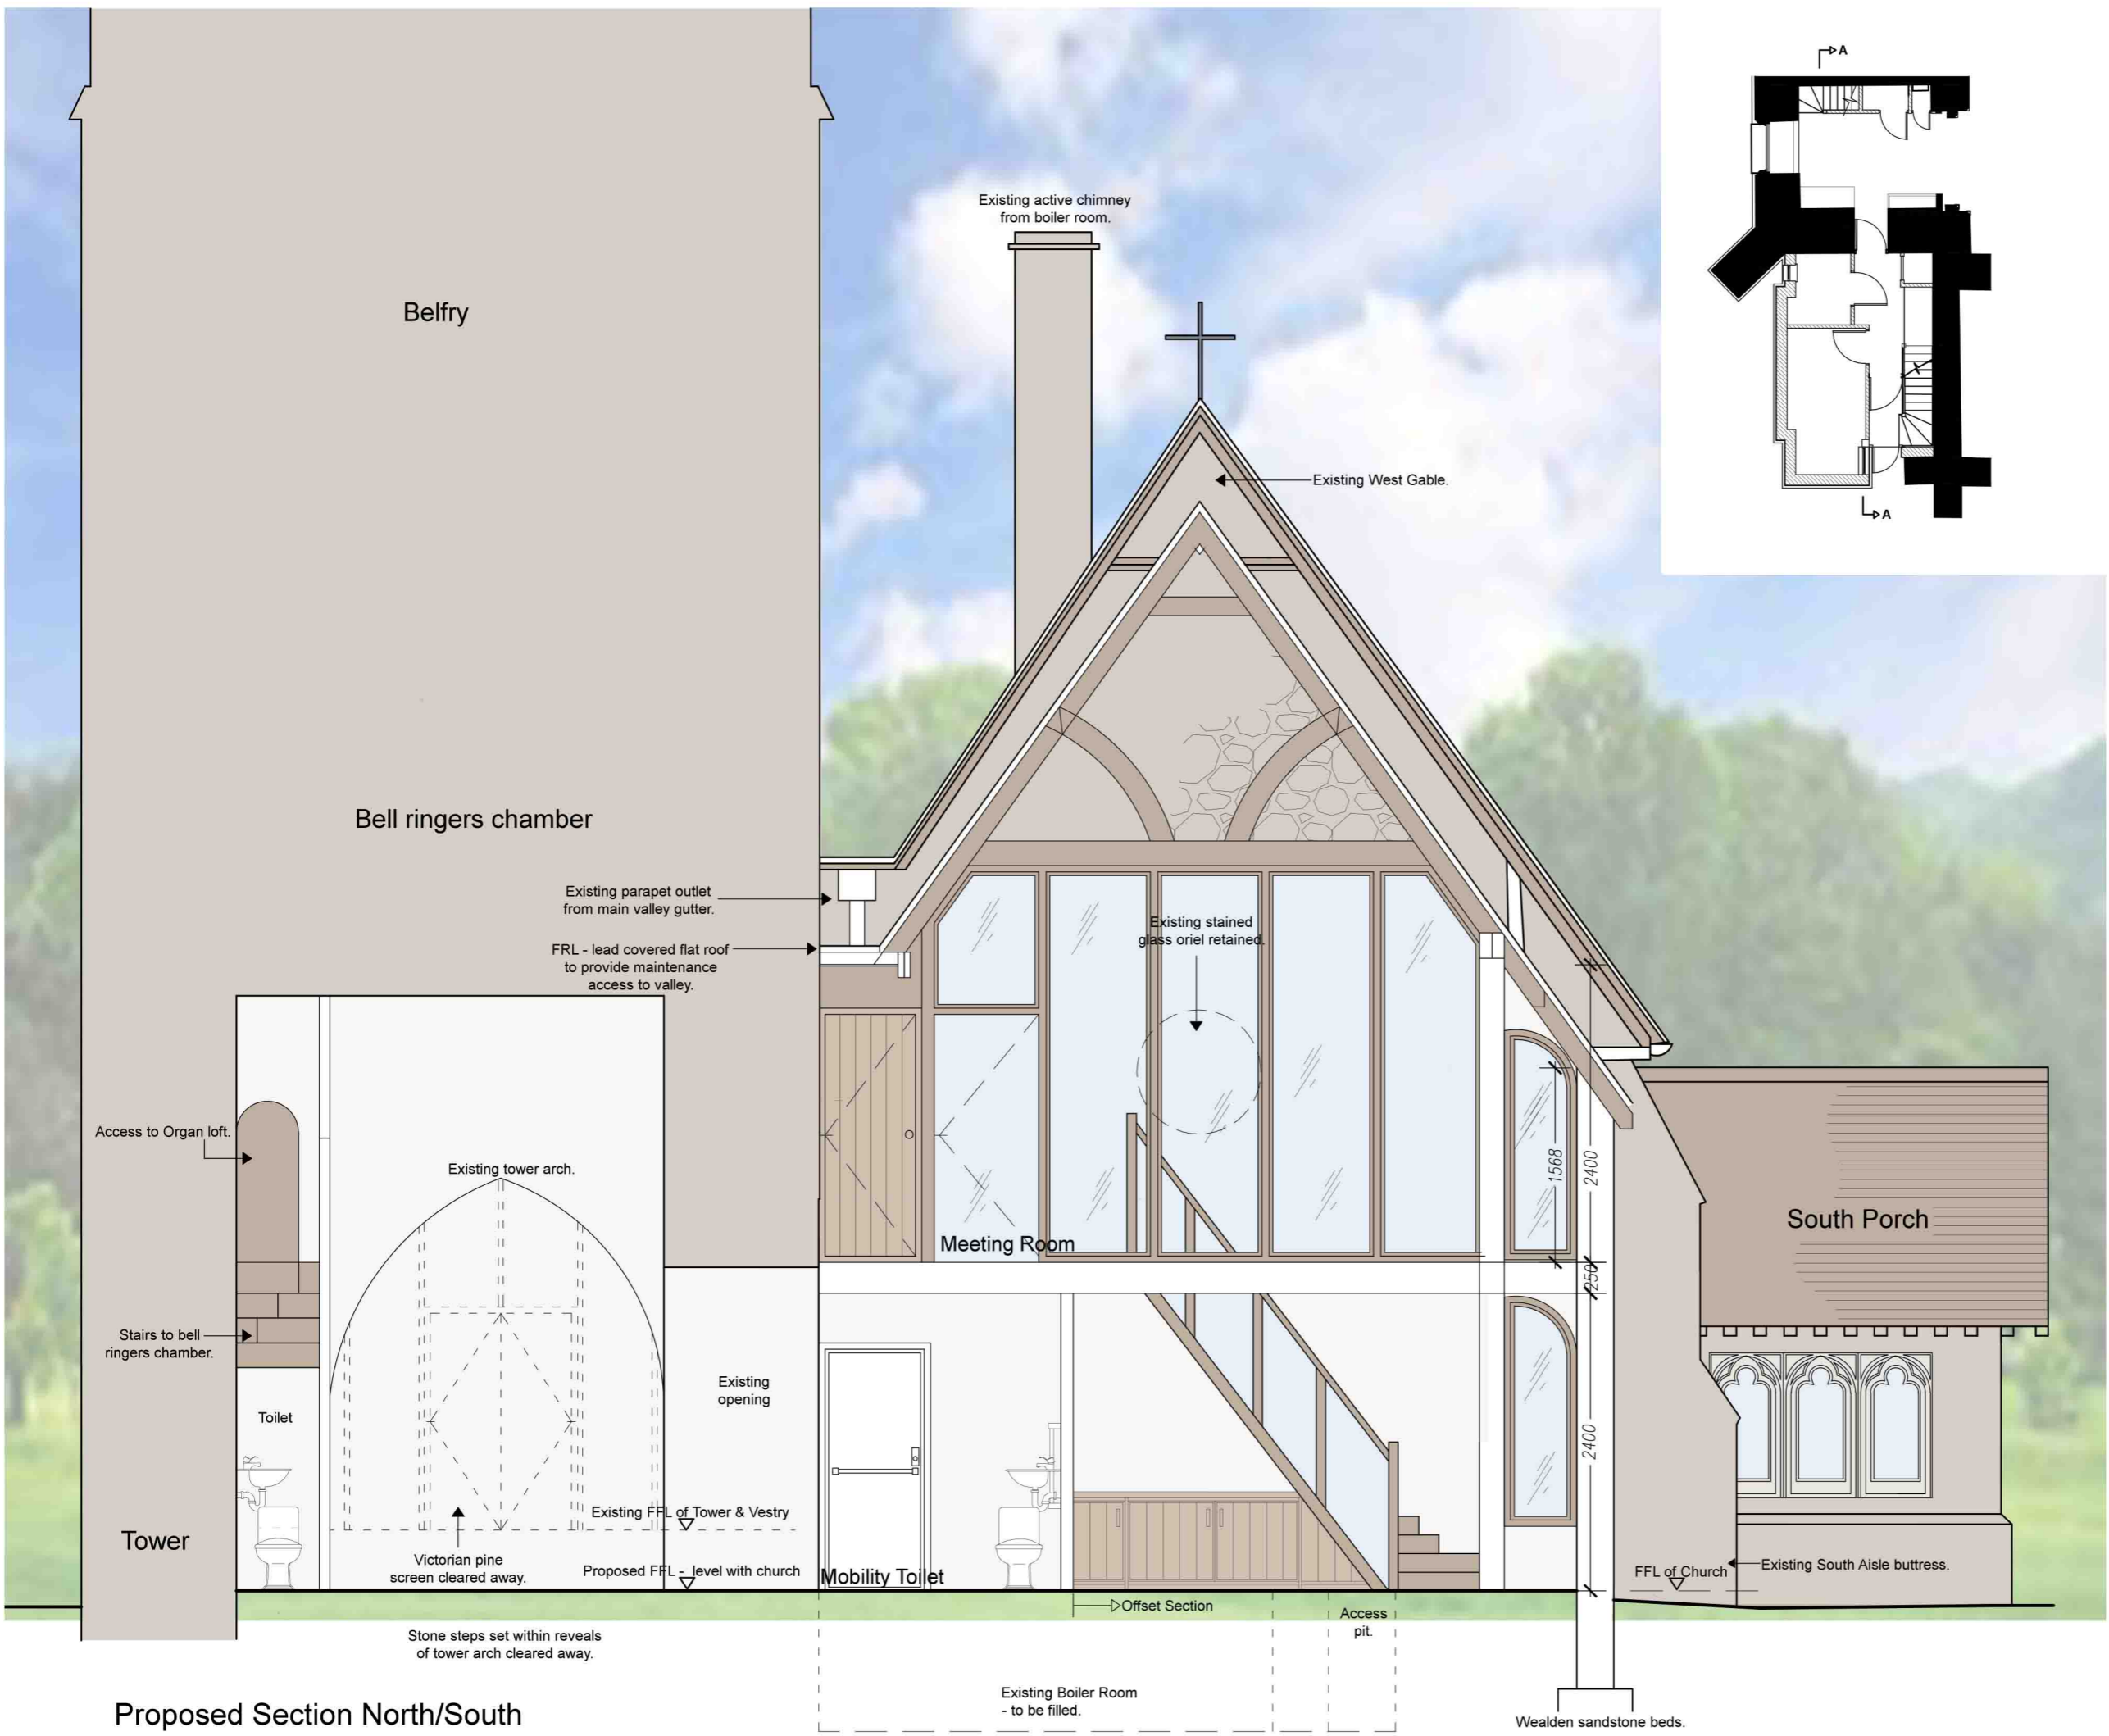 A
A
Existing active chimney
from boiler room.
Belfry
Existing West Gable.
Bell ringers chamber
Existing parapet outlet
from main valley gutter.
FRL - lead covered flat roof
to provide maintenance
access to valley.
Existing stained
glass oriel retained.
Access to Organ loft.
Existing tower arch.
1568
2400
South Porch
Meeting Room
250
Stairs to bell
ringers chamber.
Existing
opening
Toilet
2400
Existing FFL of Tower & Vestry
Tower
Victorian pine
screen cleared away.
Proposed FFL - level with church
Mobility Toilet
FFL of Church
Existing South Aisle buttress.
Offset Section
Access
pit.
Stone steps set within reveals
of tower arch cleared away.
Existing Boiler Room
- to be filled.
Proposed Section North/South
Wealden sandstone beds.